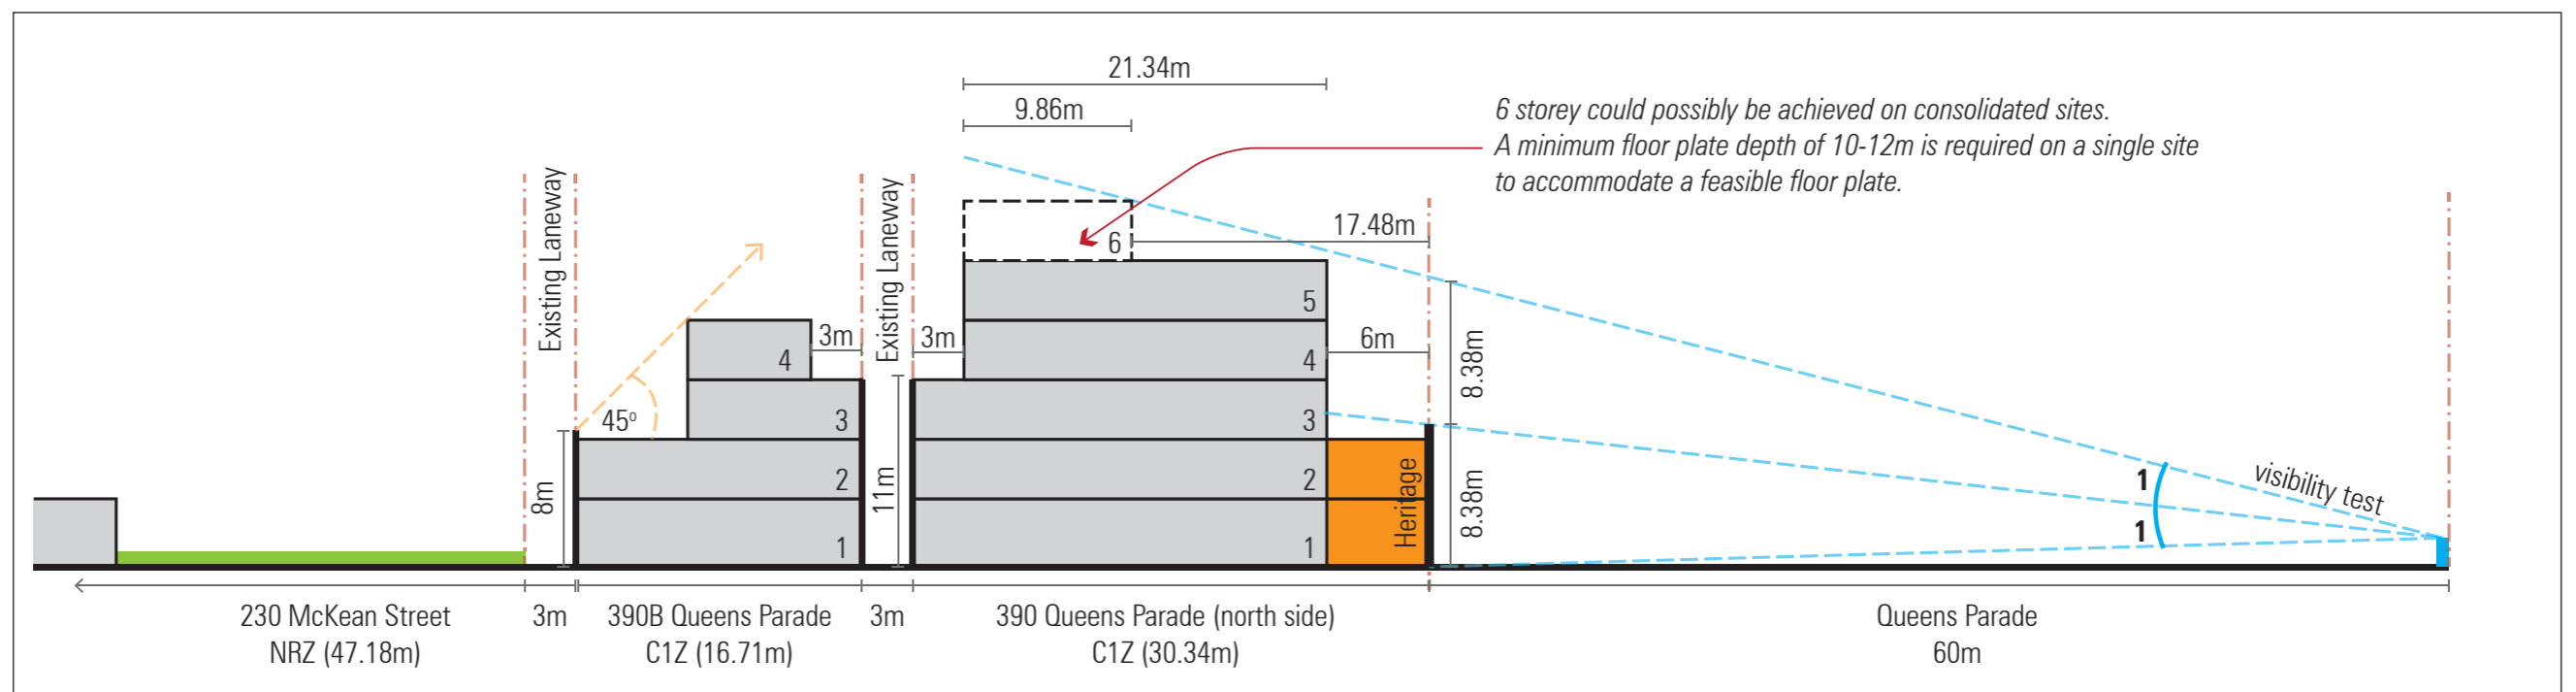 21.34m
9.86m
6 storey could possibly be achieved on consolidated sites.
A minimum floor plate depth of 10-12m is required on a single site
to accommodate a feasible floor plate.
Existing Laneway
Existing Laneway
17.48m
6
5
4
3
2
1
4
3
2
1
3m
3m
6m
45º
8m
11m
8.38m
8.38m
Heritage
1
1
visibility test
230 McKean Street
NRZ (47.18m)
3m
390B Queens Parade
C1Z (16.71m)
3m
390 Queens Parade (north side)
C1Z (30.34m)
Queens Parade
60m